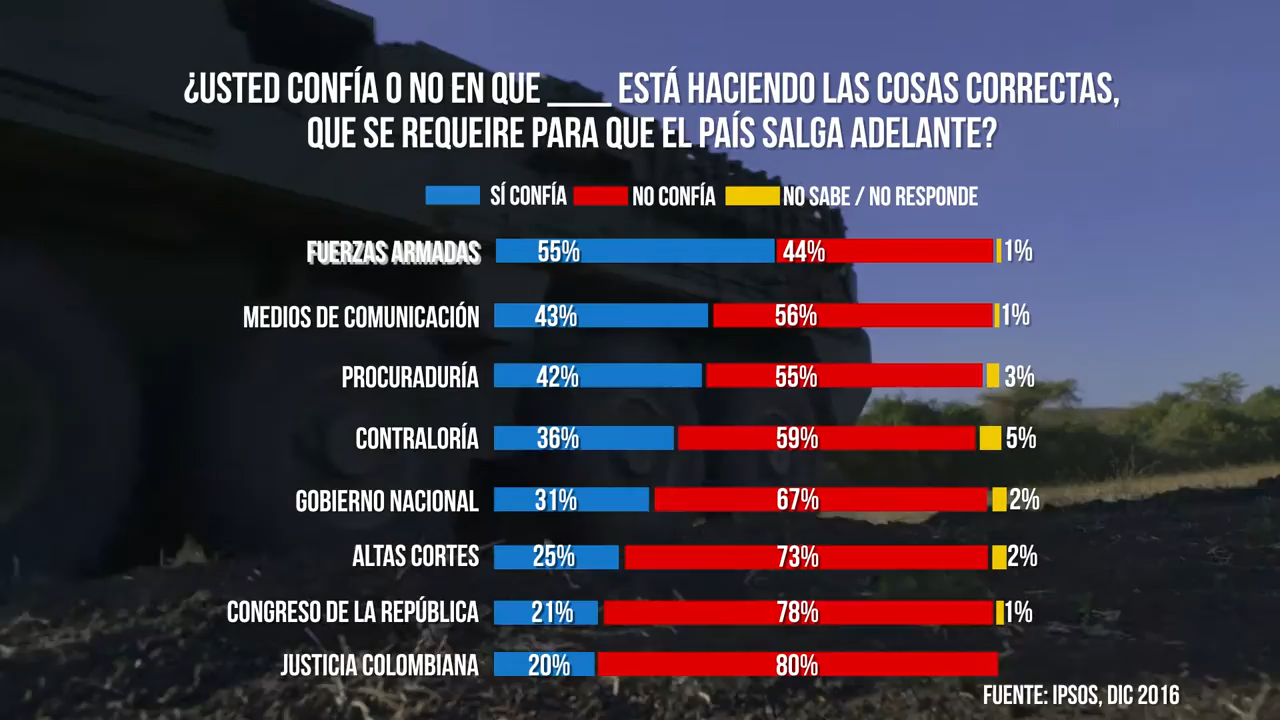 ¿USTED CONFÍA O NO EN QUE ____ ESTÁ HACIENDO LAS COSAS CORRECTAS,
QUE SE REQUEIRE PARA QUE EL PAÍS SALGA ADELANTE?
SÍ CONFÍA NO CONFÍA NO SABE / NO RESPONDE
FUERZAS ARMADAS 55% 44% 1%
MEDIOS DE COMUNICACIÓN 43% 56% 1%
PROCURADURÍA 42% 55% 3%
CONTRALORÍA 36% 59% 5%
GOBIERNO NACIONAL 31% 67% 2%
ALTAS CORTES 25% 73% 2%
CONGRESO DE LA REPÚBLICA 21% 78% 1%
JUSTICIA COLOMBIANA 20% 80%
FUENTE: IPSOS, DIC 2016